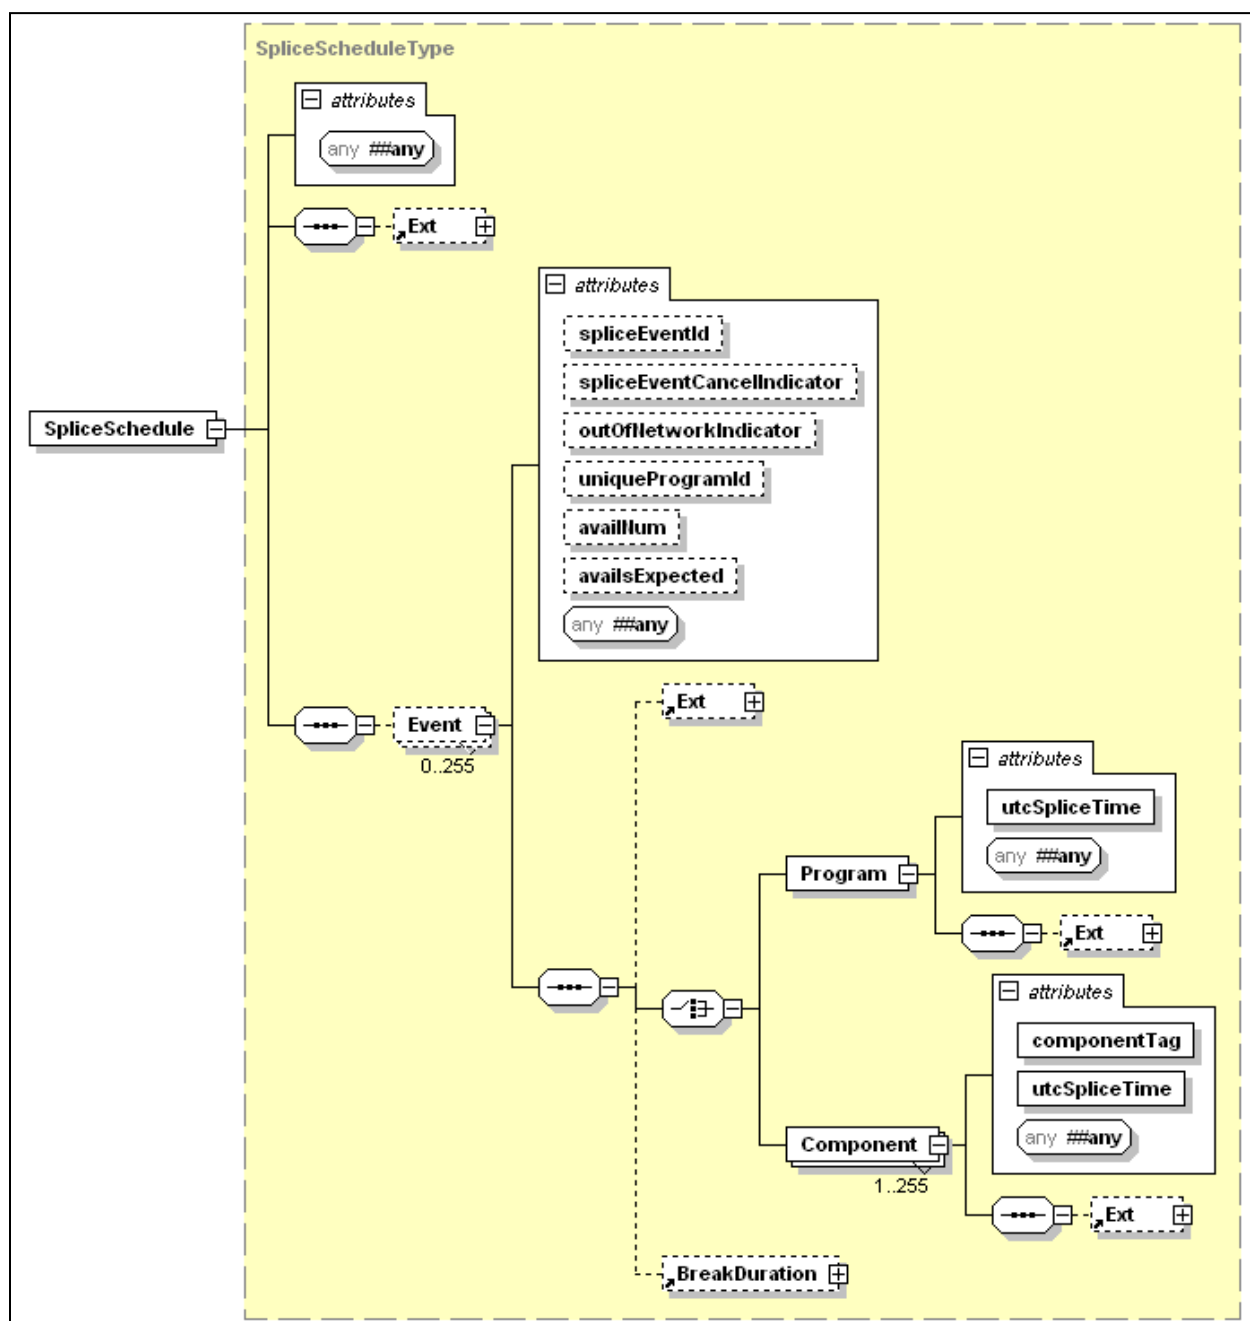 SpliceScheduleType
attributes
any ##any
Ext
attributes
spliceEventId
spliceEventCancelIndicator
outOfNetworkIndicator
SpliceSchedule
uniqueProgramId
availNum
availsExpected
any ##any
Ext
Event
0..255
attributes
utcSpliceTime
any ##any
Program
Ext
attributes
componentTag
utcSpliceTime
any ##any
Component
1..255
Ext
BreakDuration